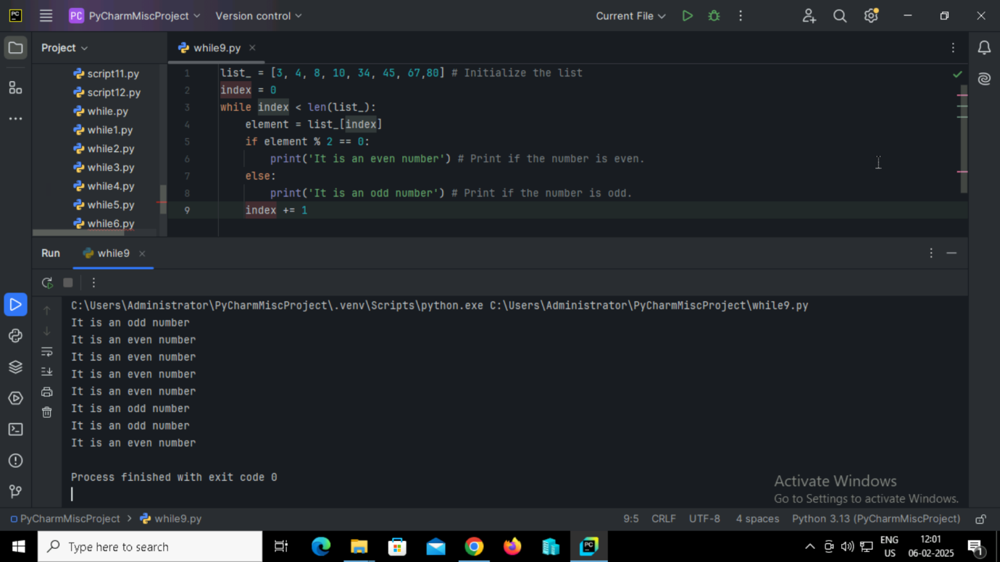 PC
PC PyCharmMiscProject Version control Current File
Project
while9.py
script11.py
script12.py
while.py
while1.py
while2.py
while3.py
while4.py
while5.py
while6.py
1 list_ = [3, 4, 8, 10, 34, 45, 67,80] # Initialize the list
2 index = 0
3 while index < len(list_):
4 element = list_[index]
5 if element % 2 == 0:
6 print('It is an even number') # Print if the number is even.
7 else:
8 print('It is an odd number') # Print if the number is odd.
9 index += 1
Run while9
C:\Users\Administrator\PyCharmMiscProject\.venv\Scripts\python.exe C:\Users\Administrator\PyCharmMiscProject\while9.py
It is an odd number
It is an even number
It is an even number
It is an even number
It is an even number
It is an odd number
It is an odd number
It is an even number
Process finished with exit code 0
Activate Windows
Go to Settings to activate Windows.
PyCharmMiscProject > while9.py 9:5 CRLF UTF-8 4 spaces Python 3.13 (PyCharmMiscProject)
Type here to search
PC
ENG
US
12:01
06-02-2025
1